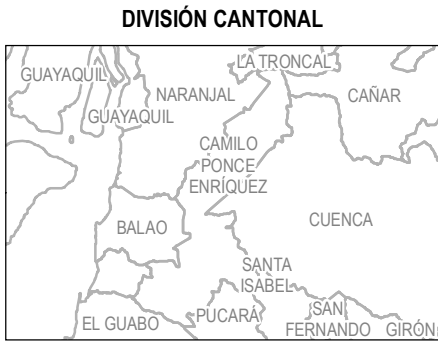 DIVISIÓN CANTONAL
LA TRONCAL
GUAYAQUIL
CAÑAR
NARANJAL
GUAYAQUIL
CAMILO
PONCE
ENRÍQUEZ
CUENCA
BALAO
SANTA
ISABEL
SAN
FERNANDO
PUCARÁ
EL GUABO
GIRÓN